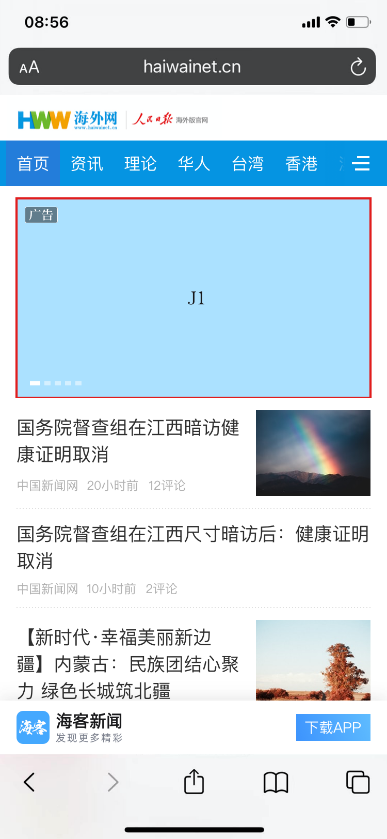 08:56
AA haiwainet.cn
HWW 海外网 人民日报 海外版官网
www.haiwainet.cn
首页 资讯 理论 华人 台湾 香港
广告
J1
国务院督查组在江西暗访健
康证明取消
中国新闻网 20小时前 12评论
国务院督查组在江西尺寸暗访后：健康证明
取消
中国新闻网 10小时前 2评论
【新时代·幸福美丽新边
疆】内蒙古：民族团结心聚
力 绿色长城筑北疆
海客 海客新闻 下载APP
发现更多精彩